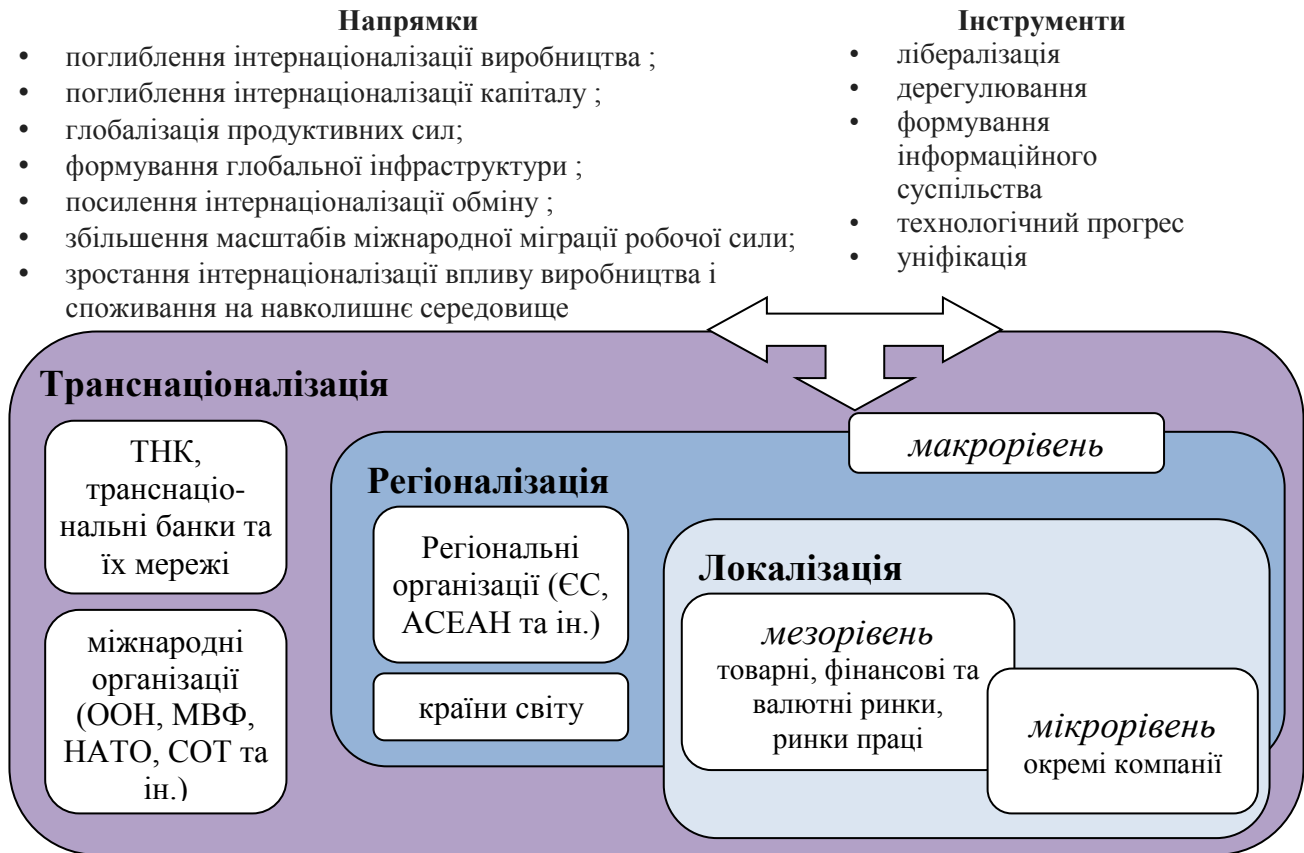 Напрямки
• поглиблення інтернаціоналізації виробництва ;
• поглиблення інтернаціоналізації капіталу ;
• глобалізація продуктивних сил;
• формування глобальної інфраструктури ;
• посилення інтернаціоналізації обміну ;
• збільшення масштабів міжнародної міграції робочої сили;
• зростання інтернаціоналізації впливу виробництва і
споживання на навколишнє середовище
Інструменти
• лібералізація
• дерегулювання
• формування
інформаційного
суспільства
• технологічний прогрес
• уніфікація
Транснаціоналізація
ТНК,
транснаціо-
нальні банки та
їх мережі
міжнародні
організації
(ООН, МВФ,
НАТО, СОТ та
ін.)
макрорівень
Регіоналізація
Регіональні
організації (ЄС,
АСЕАН та ін.)
країни світу
Локалізація
мезорівень
товарні, фінансові та
валютні ринки,
ринки праці
мікрорівень
окремі компанії